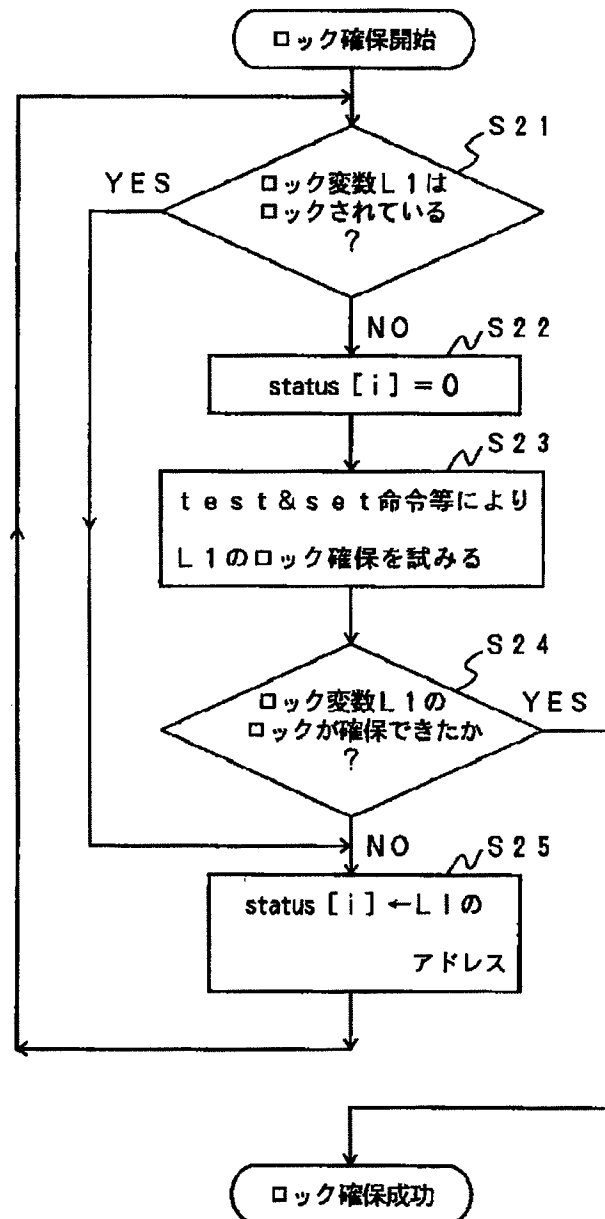 ロック確保開始
S21
YES
ロック変数L1は
ロックされている
?
NO
S22
status [i] = 0
S23
test&set命令等により
L1のロック確保を試みる
S24
ロック変数L1の
ロックが確保できたか
?
YES
NO
S25
status [i] ←L1の
アドレス
ロック確保成功